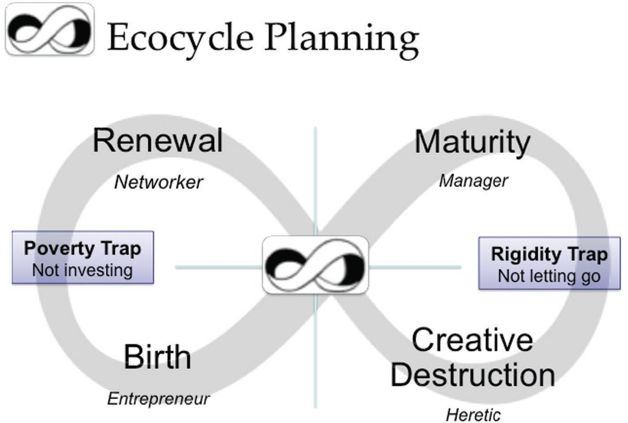 Ecocycle Planning
Renewal
Networker
Maturity
Manager
Poverty Trap
Not investing
Rigidity Trap
Not letting go
Birth
Entrepreneur
Creative
Destruction
Heretic